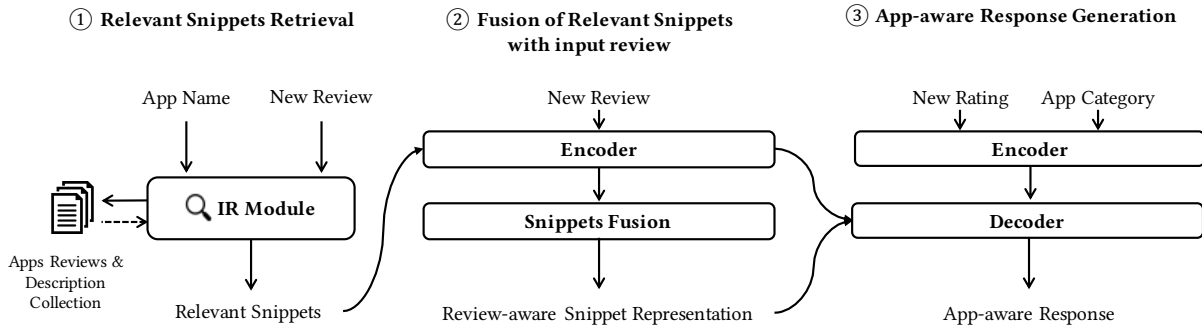 ① Relevant Snippets Retrieval
App Name
New Review
IR Module
Apps Reviews &
Description
Collection
Relevant Snippets
② Fusion of Relevant Snippets
with input review
New Review
Encoder
Snippets Fusion
Review-aware Snippet Representation
③ App-aware Response Generation
New Rating
App Category
Encoder
Decoder
App-aware Response